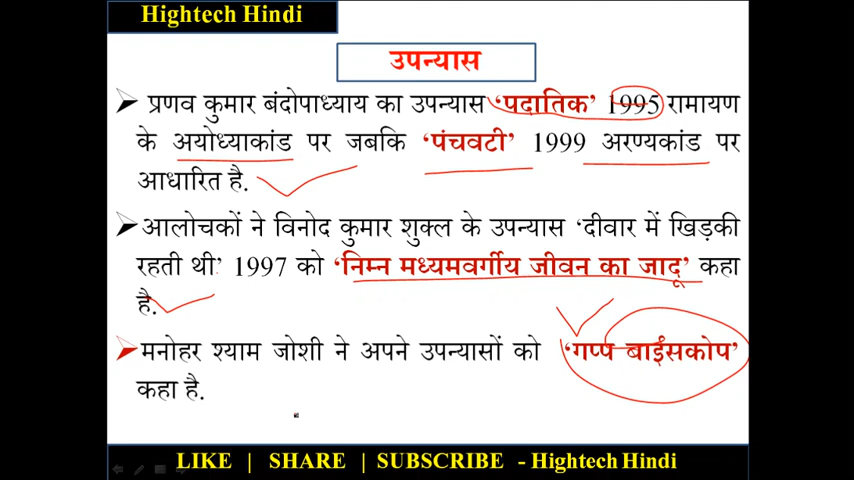 Hightech Hindi
उपन्यास
➢ प्रणव कुमार बंदोपाध्याय का उपन्यास ‘पदातिक’ 1995 रामायण
के अयोध्याकांड पर जबकि ‘पंचवटी’ 1999 अरण्यकांड पर
आधारित है.
➢ आलोचकों ने विनोद कुमार शुक्ल के उपन्यास ‘दीवार में खिड़की
रहती थी’ 1997 को ‘निम्न मध्यमवर्गीय जीवन का जादू’ कहा
है.
➢ मनोहर श्याम जोशी ने अपने उपन्यासों को ‘गप्प बाईसकोप’
कहा है.
LIKE | SHARE | SUBSCRIBE - Hightech Hindi